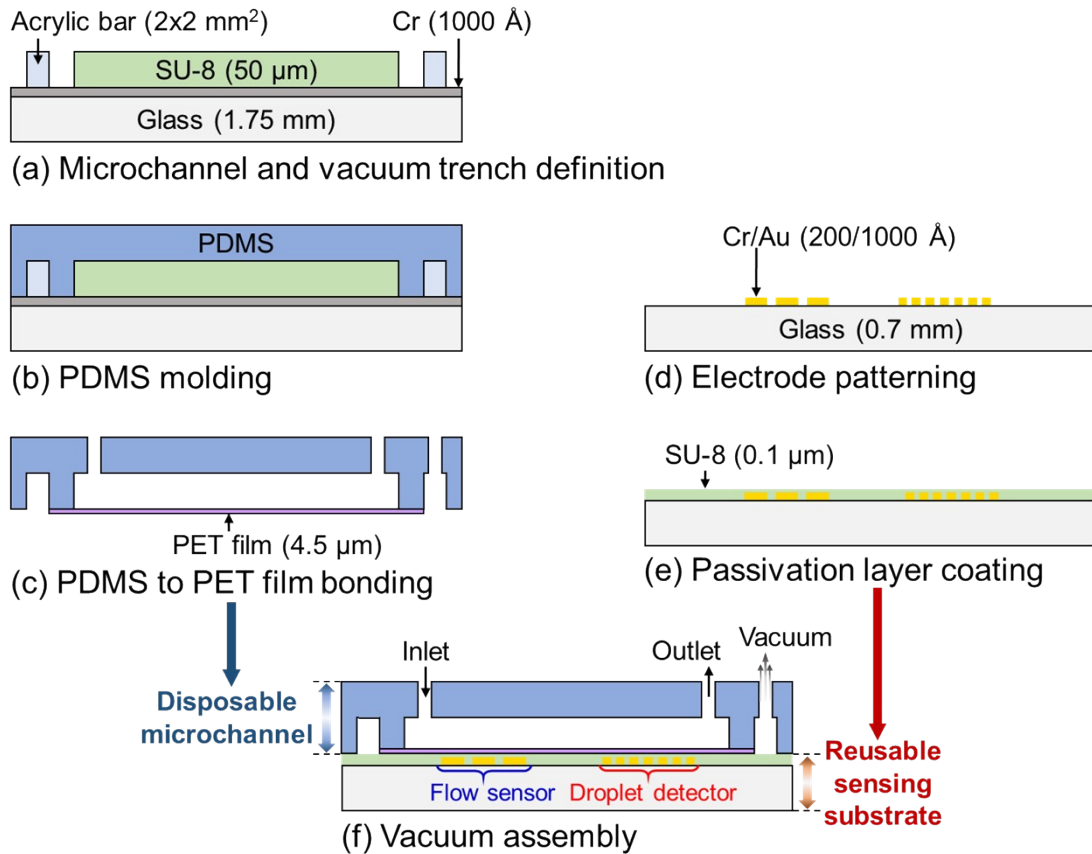 Acrylic bar (2x2 mm²)
Cr (1000 Å)
SU-8 (50 µm)
Glass (1.75 mm)
(a) Microchannel and vacuum trench definition
PDMS
(b) PDMS molding
PET film (4.5 µm)
(c) PDMS to PET film bonding
Cr/Au (200/1000 Å)
Glass (0.7 mm)
(d) Electrode patterning
SU-8 (0.1 µm)
(e) Passivation layer coating
Inlet
Outlet
Vacuum
Disposable
microchannel
Flow sensor
Droplet detector
Reusable
sensing
substrate
(f) Vacuum assembly